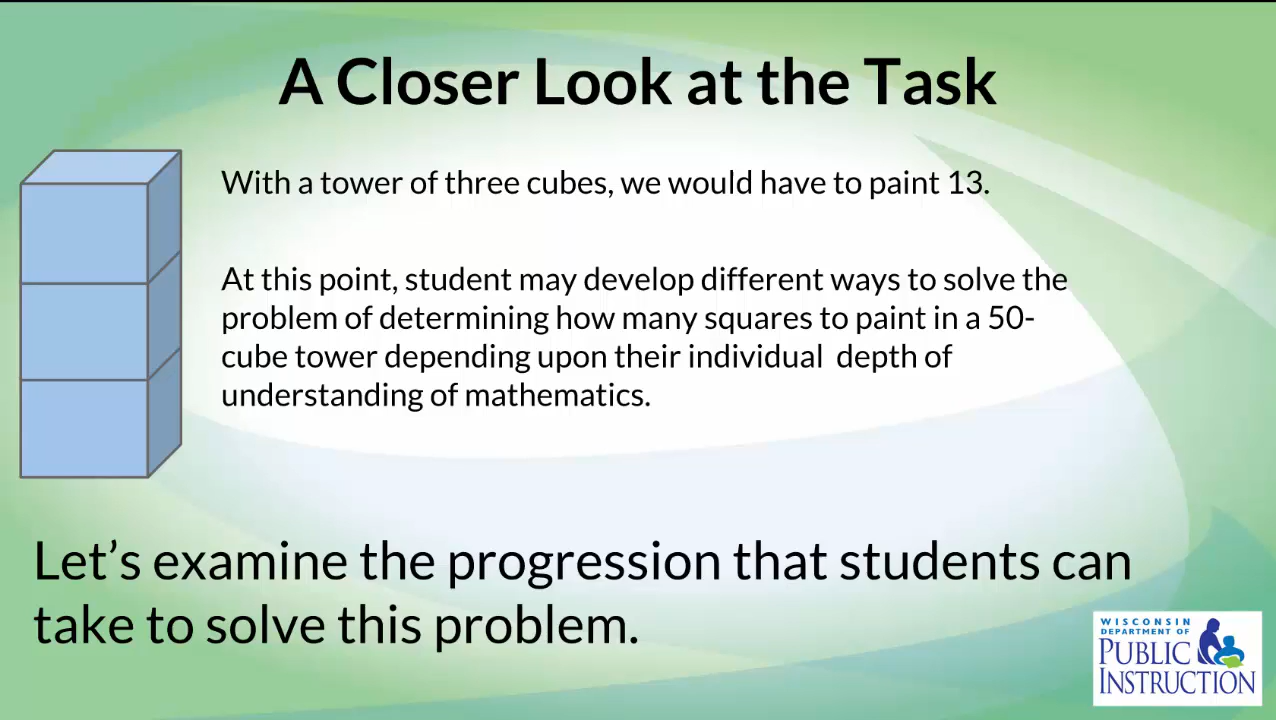 A Closer Look at the Task
With a tower of three cubes, we would have to paint 13.
At this point, student may develop different ways to solve the
problem of determining how many squares to paint in a 50-
cube tower depending upon their individual  depth of
understanding of mathematics.
Let’s examine the progression that students can
take to solve this problem.
WISCONSIN
DEPARTMENT OF
PUBLIC
INSTRUCTION